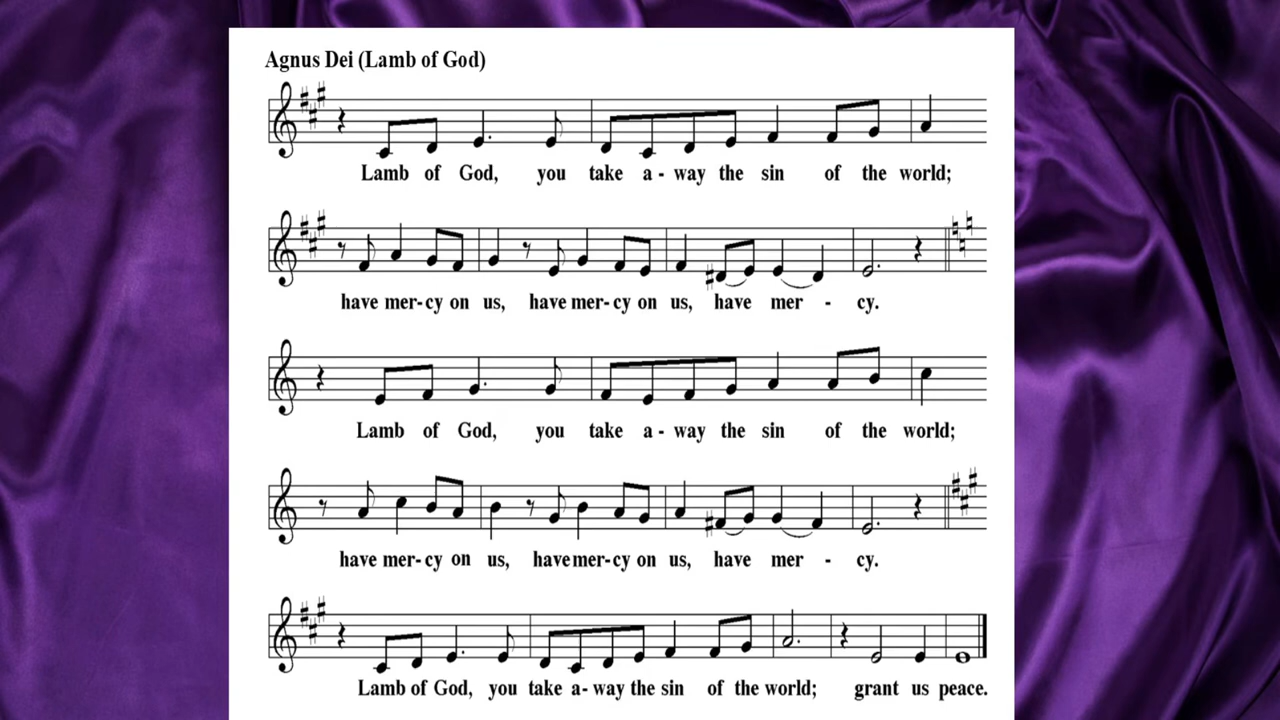 Agnus Dei (Lamb of God)
Lamb of God, you take a - way the sin of the world;
have mer - cy on us, have mer - cy on us, have mer - cy.
Lamb of God, you take a - way the sin of the world;
have mer - cy on us, have mer - cy on us, have mer - cy.
Lamb of God, you take a - way the sin of the world; grant us peace.